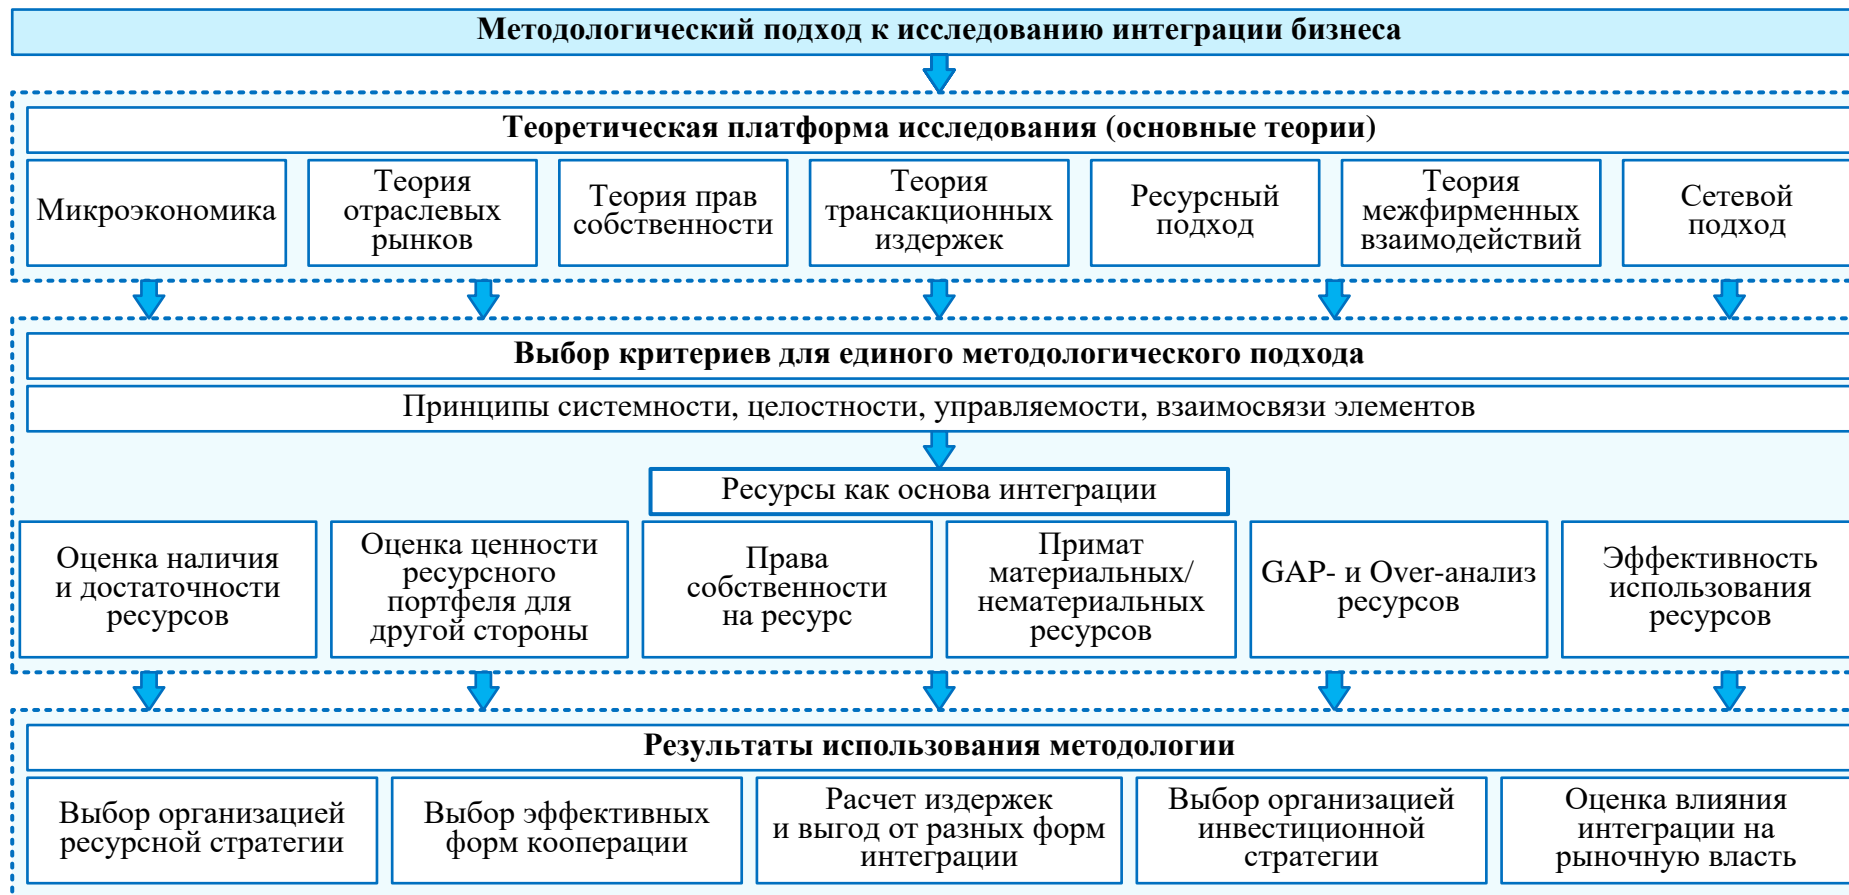 Методологический подход к исследованию интеграции бизнеса
Теоретическая платформа исследования (основные теории)
Микроэкономика
Теория
отраслевых
рынков
Теория прав
собственности
Теория
трансакционных
издержек
Ресурсный
подход
Теория
межфирменных
взаимодействий
Сетевой
подход
Выбор критериев для единого методологического подхода
Принципы системности, целостности, управляемости, взаимосвязи элементов
Ресурсы как основа интеграции
Оценка наличия
и достаточности
ресурсов
Оценка ценности
ресурсного
портфеля для
другой стороны
Права
собственности
на ресурс
Примат
материальных/
нематериальных
ресурсов
GAP- и Over-анализ
ресурсов
Эффективность
использования
ресурсов
Результаты использования методологии
Выбор организацией
ресурсной стратегии
Выбор эффективных
форм кооперации
Расчет издержек
и выгод от разных форм
интеграции
Выбор организацией
инвестиционной
стратегии
Оценка влияния
интеграции на
рыночную власть